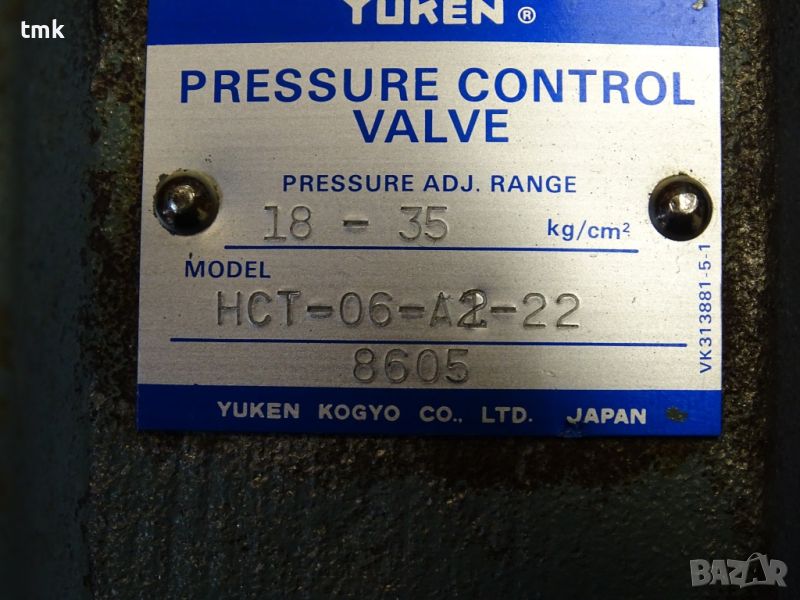 tmk
YUKEN ®
PRESSURE CONTROL
VALVE
PRESSURE ADJ. RANGE
18 - 35 kg/cm²
MODEL
HCT-06-A2-22
8605
YUKEN KOGYO CO., LTD. JAPAN
VK313881-5-1
BAZAR